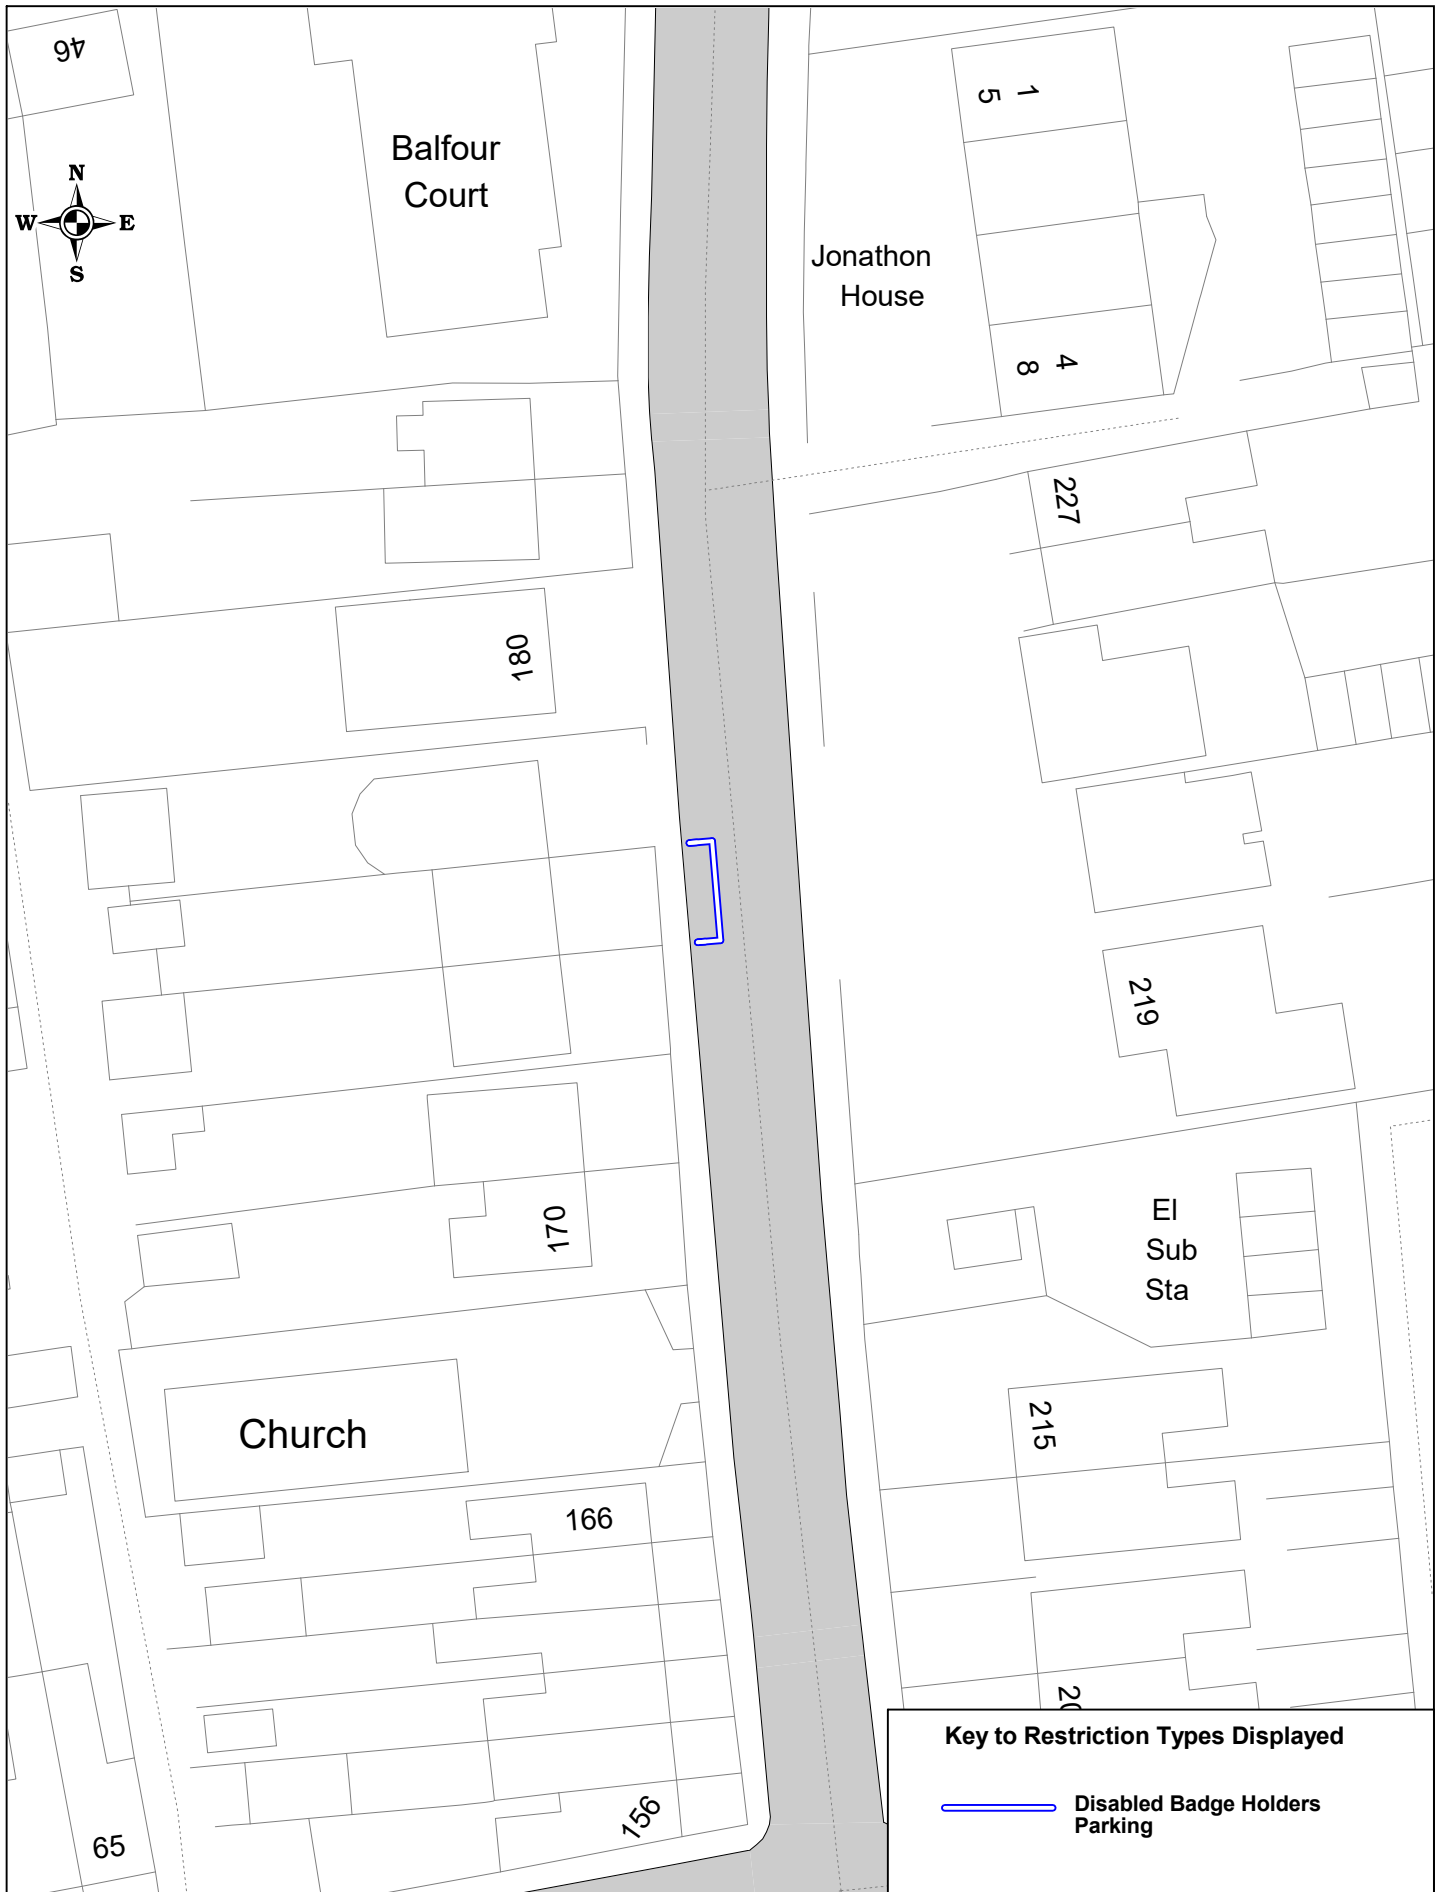 46
Balfour
Court
N
W E
S
1
5
Jonathon
House
4
8
227
180
219
170
El
Sub
Sta
Church
215
166
20
156
65
Key to Restriction Types Displayed
Disabled Badge Holders
Parking